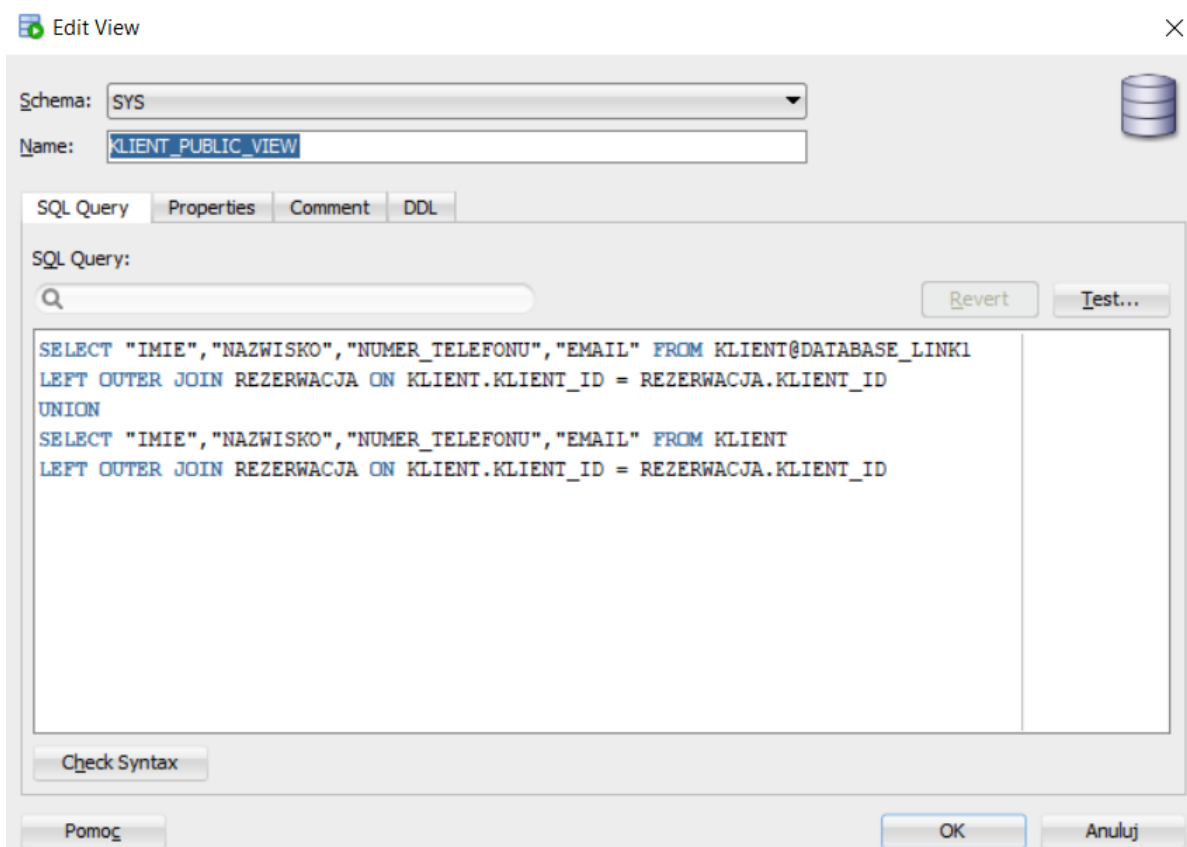 Edit View
Schema: SYS
Name: KLIENT_PUBLIC_VIEW
SQL Query Properties Comment DDL
SQL Query:
Revert Test...
SELECT "IMIE","NAZWISKO","NUMER_TELEFONU","EMAIL" FROM KLIENT@DATABASE_LINK1
LEFT OUTER JOIN REZERWACJA ON KLIENT.KLIENT_ID = REZERWACJA.KLIENT_ID
UNION
SELECT "IMIE","NAZWISKO","NUMER_TELEFONU","EMAIL" FROM KLIENT
LEFT OUTER JOIN REZERWACJA ON KLIENT.KLIENT_ID = REZERWACJA.KLIENT_ID
Check Syntax
Pomoc OK Anuluj